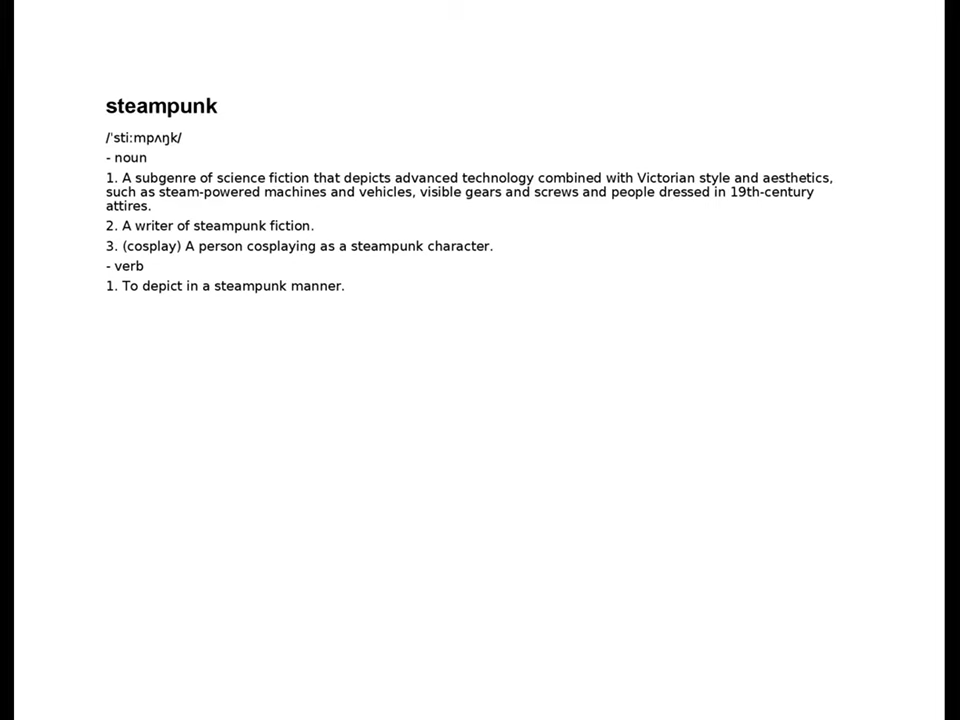 steampunk
/ˈstiːmpʌŋk/
- noun
1. A subgenre of science fiction that depicts advanced technology combined with Victorian style and aesthetics,
such as steam-powered machines and vehicles, visible gears and screws and people dressed in 19th-century
attires.
2. A writer of steampunk fiction.
3. (cosplay) A person cosplaying as a steampunk character.
- verb
1. To depict in a steampunk manner.